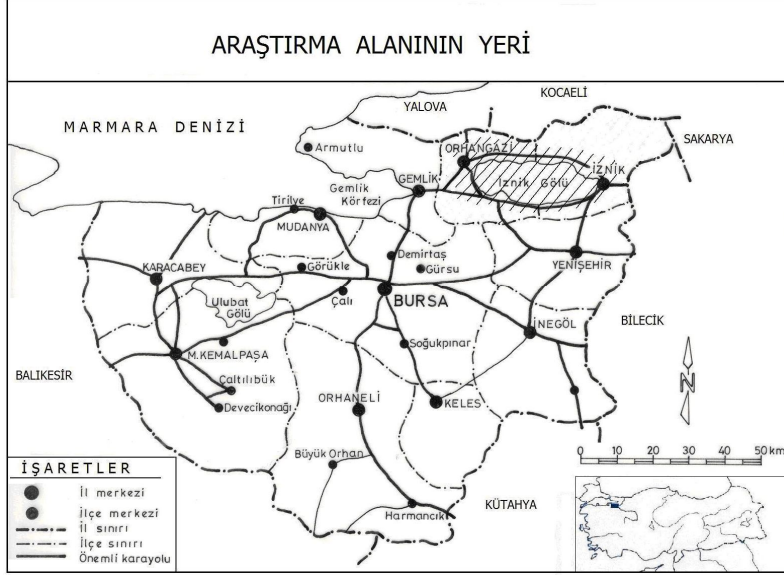 ARAŞTIRMA ALANININ YERİ
KOCAELİ
YALOVA
MARMARA DENİZİ
SAKARYA
Armutlu
ORHANGAZİ
İZNİK
GEMLİK
İznik Gölü
Gemlik
Körfezi
Tirilye
MUDANYA
Demirtaş
Gürsu
YENİŞEHİR
KARACABEY
Görükle
Çalı
BURSA
Ulubat
Gölü
BİLECİK
İNEGÖL
Soğukpınar
M.KEMALPAŞA
BALIKESİR
Çaltılıbük
Devecikonağı
ORHANELİ
KELES
N
0 10 20 30 40 50 km
Büyük Orhan
KÜTAHYA
Harmancık
İŞARETLER
İl merkezi
İlçe merkezi
İl sınırı
İlçe sınırı
Önemli karayolu